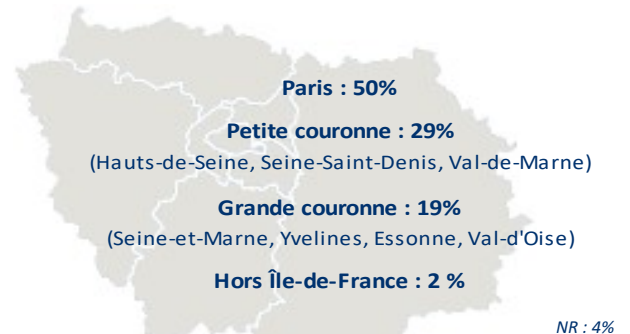 Paris : 50%
Petite couronne : 29%
(Hauts-de-Seine, Seine-Saint-Denis, Val-de-Marne)
Grande couronne : 19%
(Seine-et-Marne, Yvelines, Essonne, Val-d'Oise)
Hors Île-de-France : 2 %
NR : 4%